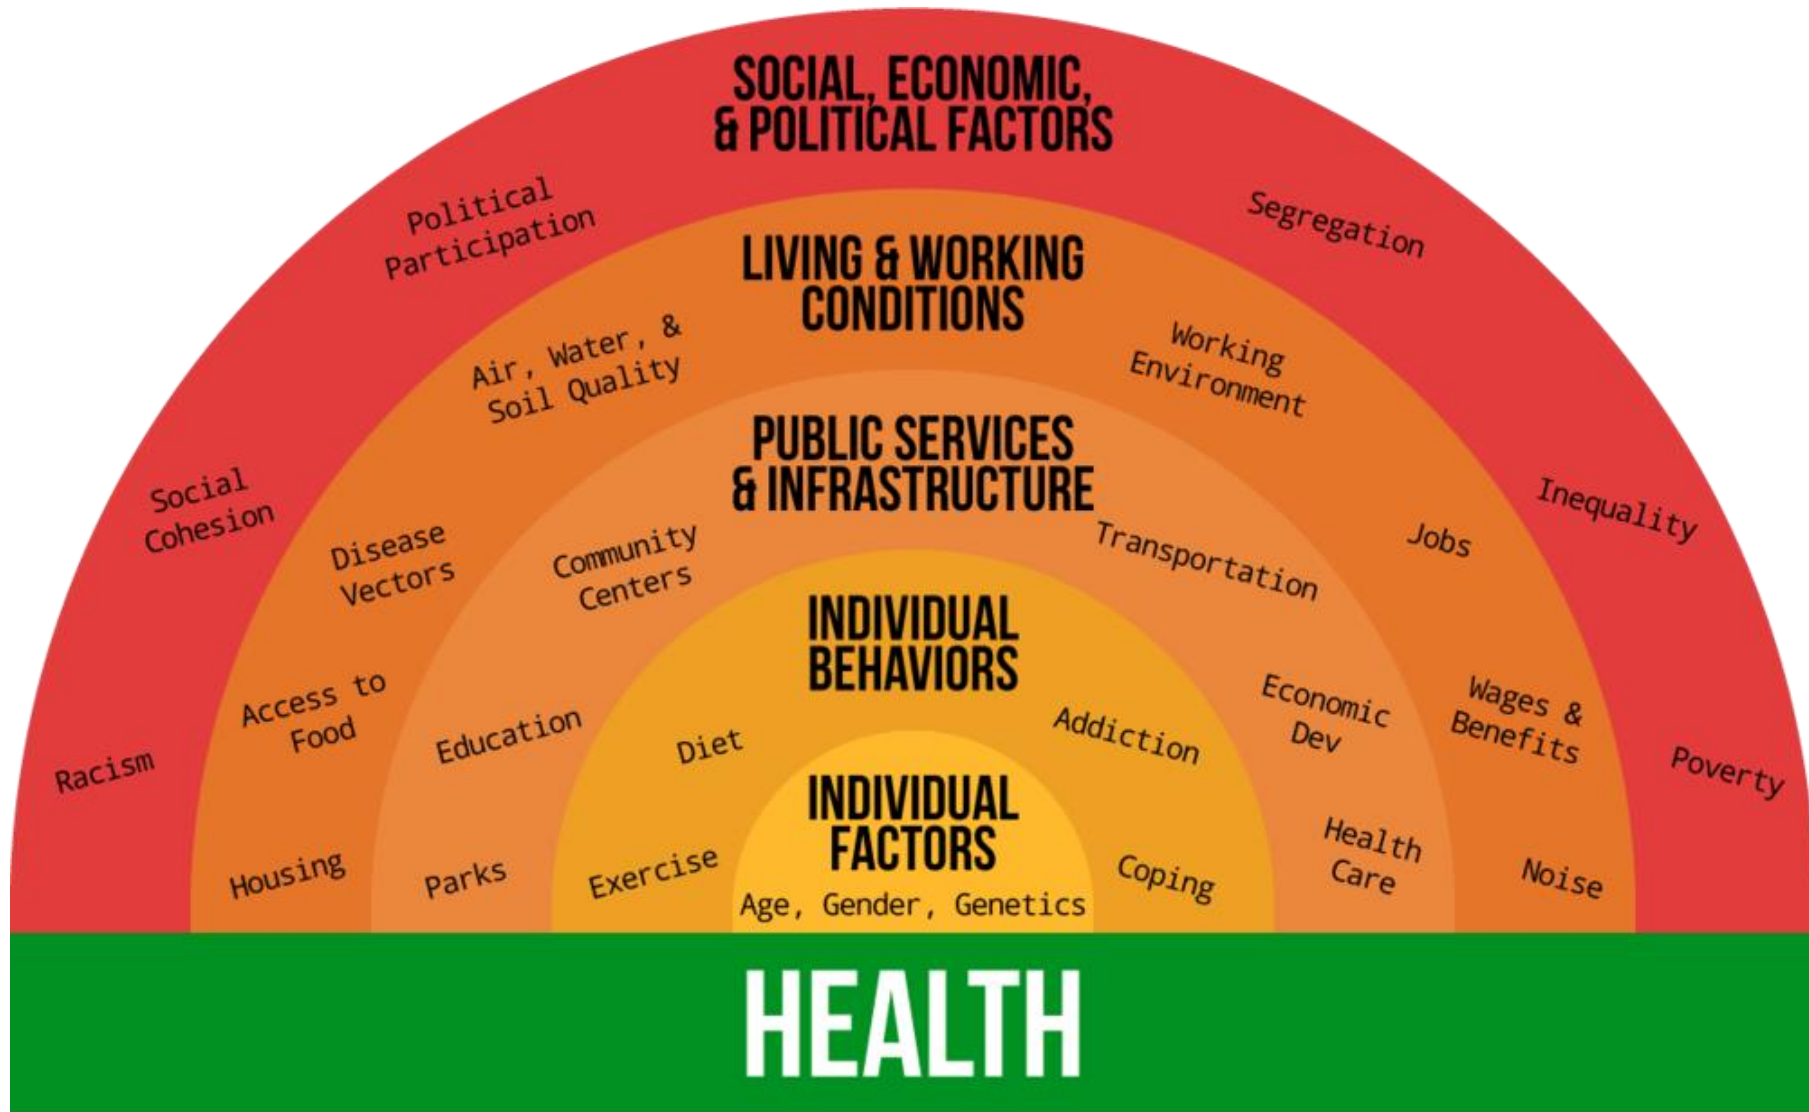 SOCIAL, ECONOMIC,
& POLITICAL FACTORS
Political
Participation
Segregation
Social
Cohesion
Inequality
Racism
Poverty
LIVING & WORKING
CONDITIONS
Air, Water, &
Soil Quality
Working
Environment
Disease
Vectors
Jobs
Access to
Food
Wages &
Benefits
Housing
Noise
PUBLIC SERVICES
& INFRASTRUCTURE
Community
Centers
Transportation
Education
Economic
Dev
Parks
Health
Care
INDIVIDUAL
BEHAVIORS
Diet
Addiction
Exercise
Coping
INDIVIDUAL
FACTORS
Age, Gender, Genetics
HEALTH